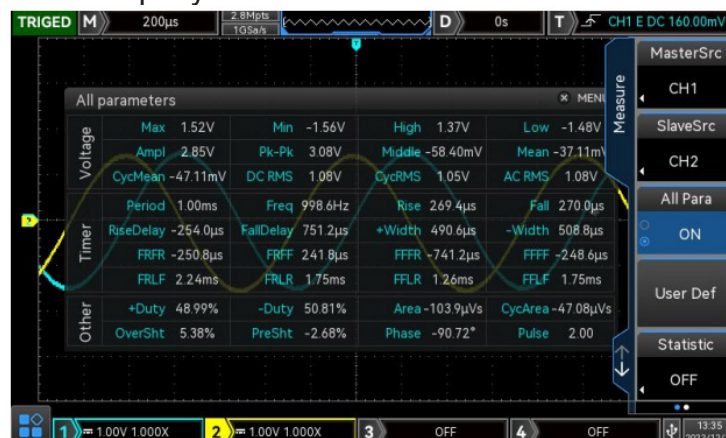 TRIGED M 200μs 2.8Mpts 1GSa/s D 0s T CH1 E DC 160.00mV
MasterSrc
CH1
SlaveSrc
CH2
All Para
ON
User Def
Statistic
OFF
Measure
All parameters MENU
Voltage
Max 1.52V Min -1.56V High 1.37V Low -1.48V
Ampl 2.85V Pk-Pk 3.08V Middle -58.40mV Mean -37.11mV
CycMean -47.11mV DC RMS 1.08V CycRMS 1.05V AC RMS 1.08V
Timer
Period 1.00ms Freq 998.6Hz Rise 269.4μs Fall 270.0μs
RiseDelay -254.0μs FallDelay 751.2μs +Width 490.6μs -Width 508.8μs
FRFR -250.8μs FRFF 241.8μs FFFR -741.2μs FFFF -248.6μs
FRLF 2.24ms FRLR 1.75ms FFLR 1.26ms FFLF 1.75ms
Other
+Duty 48.99% -Duty 50.81% Area -103.9μVs CycArea -47.08μVs
OverSht 5.38% PreSht -2.68% Phase -90.72° Pulse 2.00
1 1.00V 1.000X 2 1.00V 1.000X 3 OFF 4 OFF 13:35